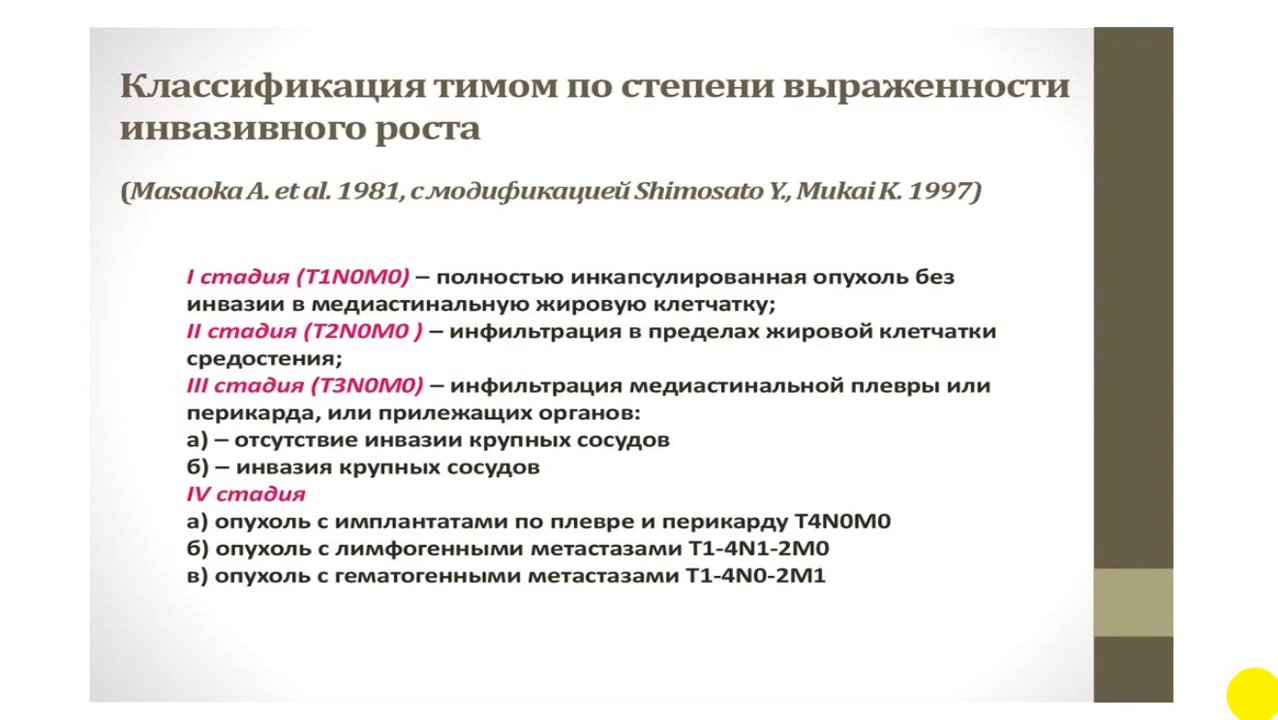 Классификация тимом по степени выраженности
инвазивного роста
(Masaoka A. et al. 1981, с модификацией Shimosato Y., Mukai K. 1997)
I стадия (T1N0M0) – полностью инкапсулированная опухоль без
инвазии в медиастинальную жировую клетчатку;
II стадия (T2N0M0 ) – инфильтрация в пределах жировой клетчатки
средостения;
III стадия (T3N0M0) – инфильтрация медиастинальной плевры или
перикарда, или прилежащих органов:
а) – отсутствие инвазии крупных сосудов
б) – инвазия крупных сосудов
IV стадия
а) опухоль с имплантатами по плевре и перикарду T4N0M0
б) опухоль с лимфогенными метастазами T1-4N1-2M0
в) опухоль с гематогенными метастазами T1-4N0-2M1